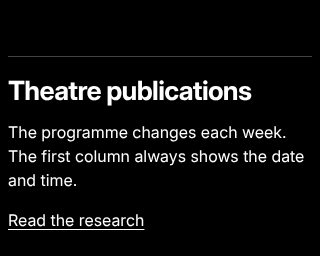 Theatre publications
The programme changes each week.
The first column always shows the date
and time.
Read the research